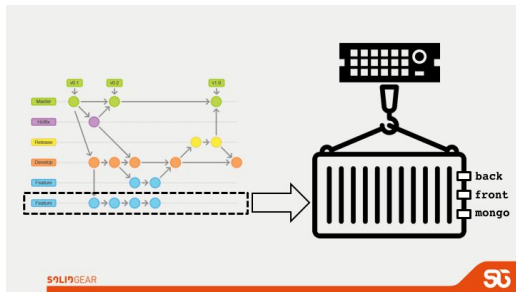 v0.1 v0.2 v1.0
Master
Hotfix
Release
Develop
Feature
Feature
back
front
mongo
SOLIDGEAR
SG